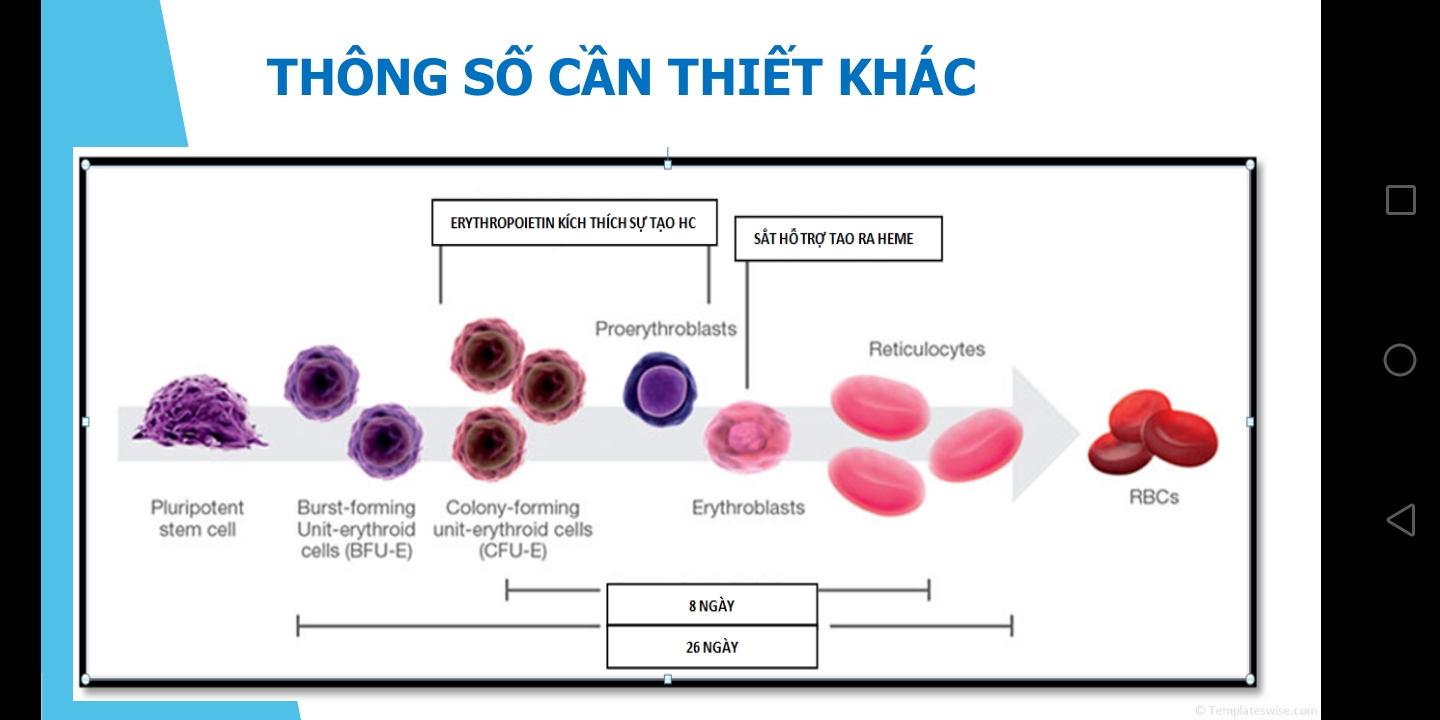 THÔNG SỐ CẦN THIẾT KHÁC
ERYTHROPOIETIN KÍCH THÍCH SỰ TẠO HC
SẮT HỖ TRỢ TAO RA HEME
Proerythroblasts
Reticulocytes
Pluripotent
stem cell
Burst-forming
Unit-erythroid
cells (BFU-E)
Colony-forming
unit-erythroid cells
(CFU-E)
Erythroblasts
RBCs
8 NGÀY
26 NGÀY
© Templateswise.com